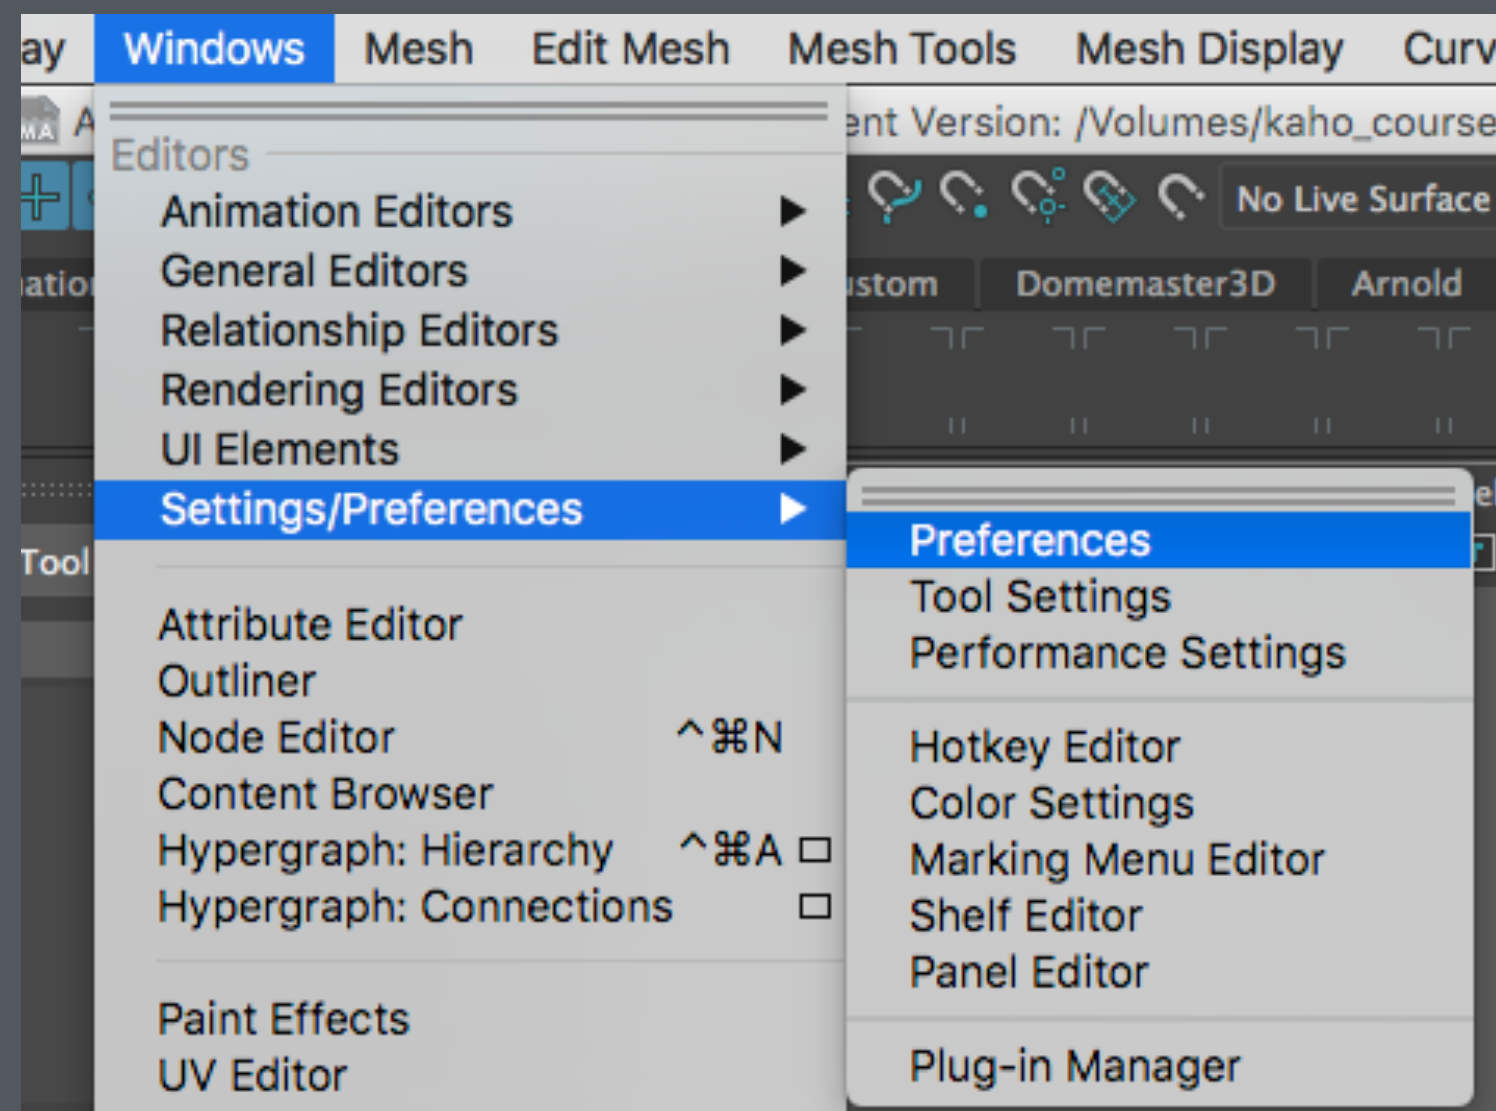 ay Windows Mesh Edit Mesh Mesh Tools Mesh Display Curv
MA A ent Version: /Volumes/kaho_course
Editors
No Live Surface
Animation Editors
General Editors
ustom Domemaster3D Arnold
Relationship Editors
Rendering Editors
UI Elements
Settings/Preferences
Tool
Attribute Editor
Outliner
Node Editor ^⌘N
Content Browser
Hypergraph: Hierarchy ^⌘A
Hypergraph: Connections
Paint Effects
UV Editor
Preferences
Tool Settings
Performance Settings
Hotkey Editor
Color Settings
Marking Menu Editor
Shelf Editor
Panel Editor
Plug-in Manager